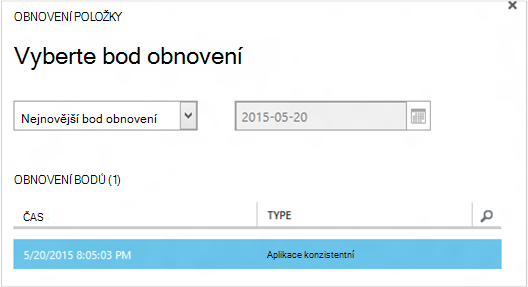 OBNOVENÍ POLOŽKY
Vyberte bod obnovení
Nejnovější bod obnovení
2015-05-20
OBNOVENÍ BODŮ (1)
ČAS TYPE
5/20/2015 8:05:03 PM Aplikace konzistentní